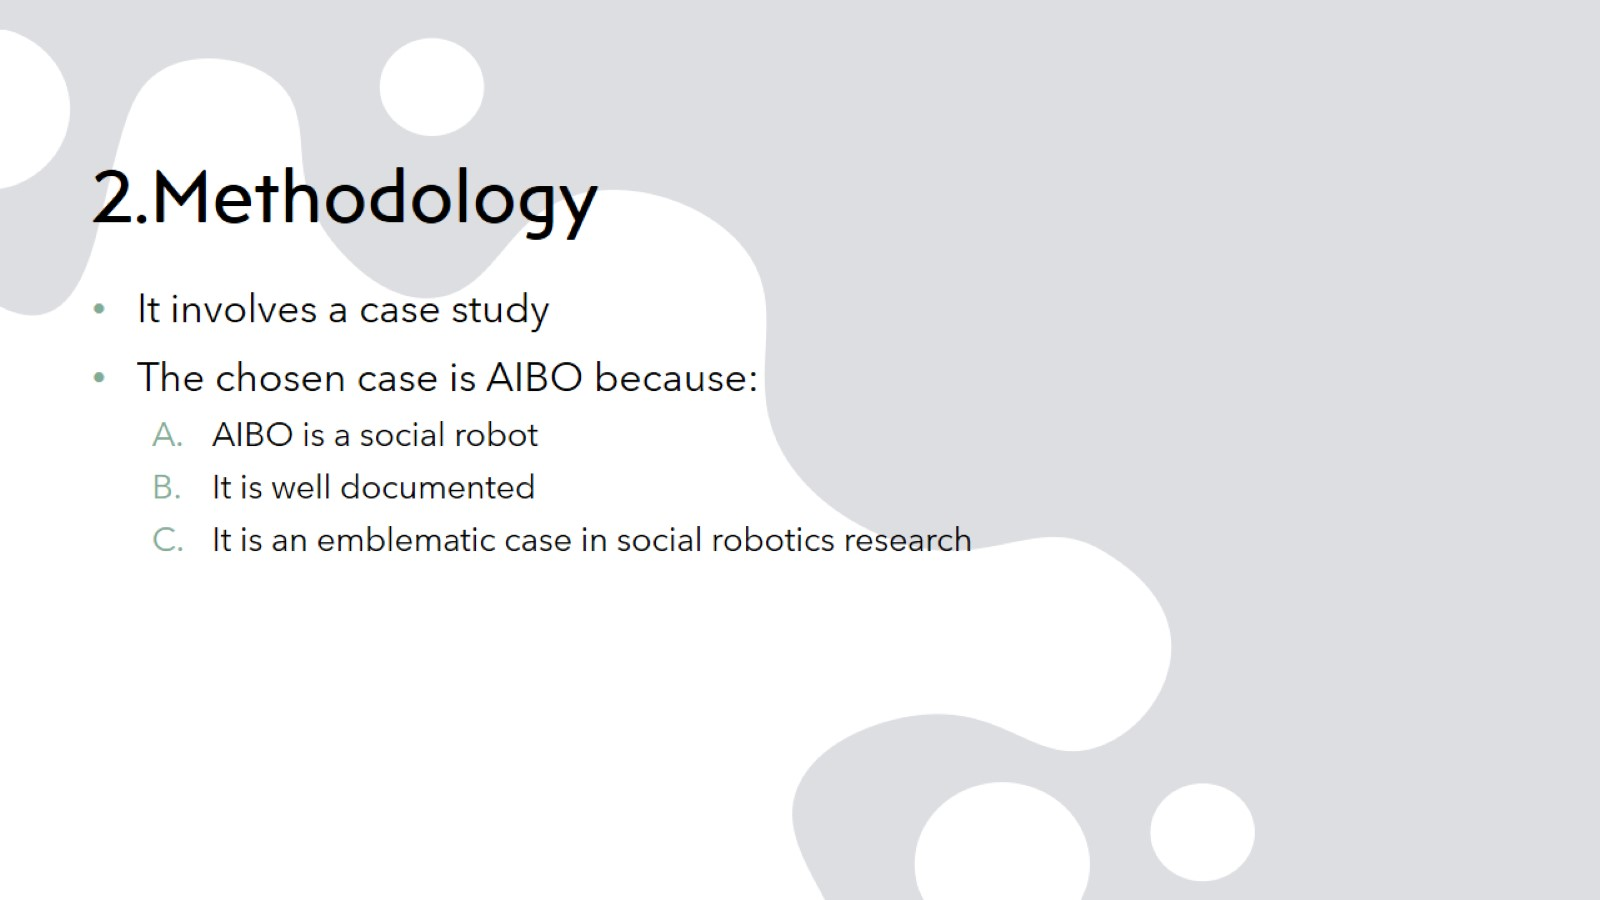 2.Methodology
• It involves a case study
• The chosen case is AIBO because:
A. AIBO is a social robot
B. It is well documented
C. It is an emblematic case in social robotics research